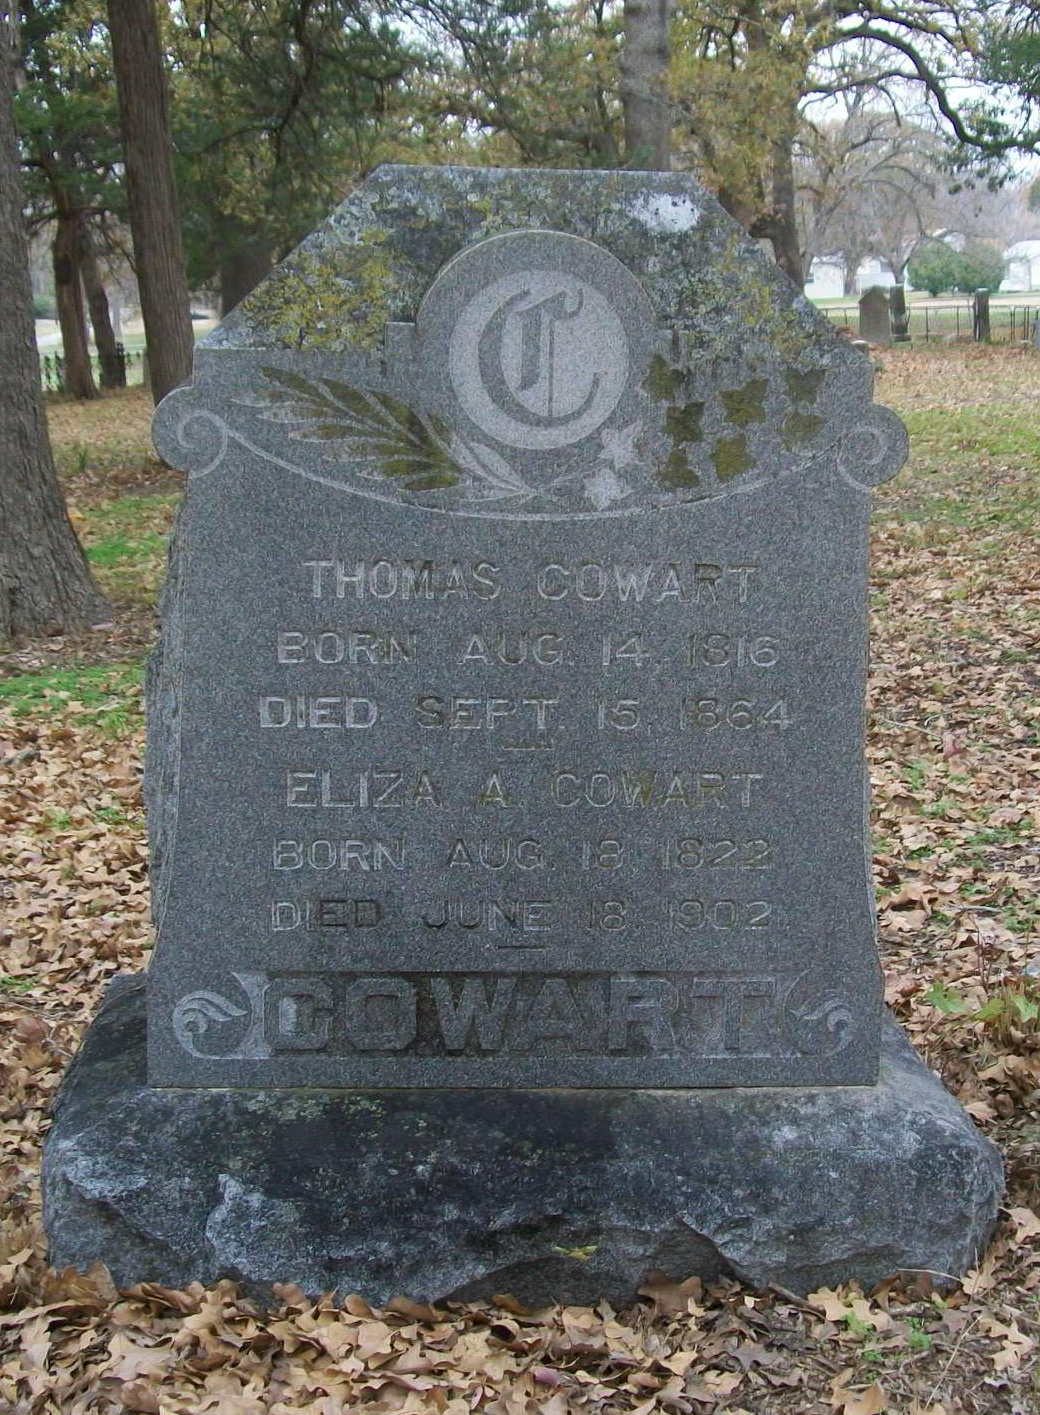 C
THOMAS COWART
BORN AUG. 14. 1816
DIED SEPT. 15. 1864
ELIZA A. COWART
BORN AUG. 18. 1822
DIED JUNE 18. 1902
COWART